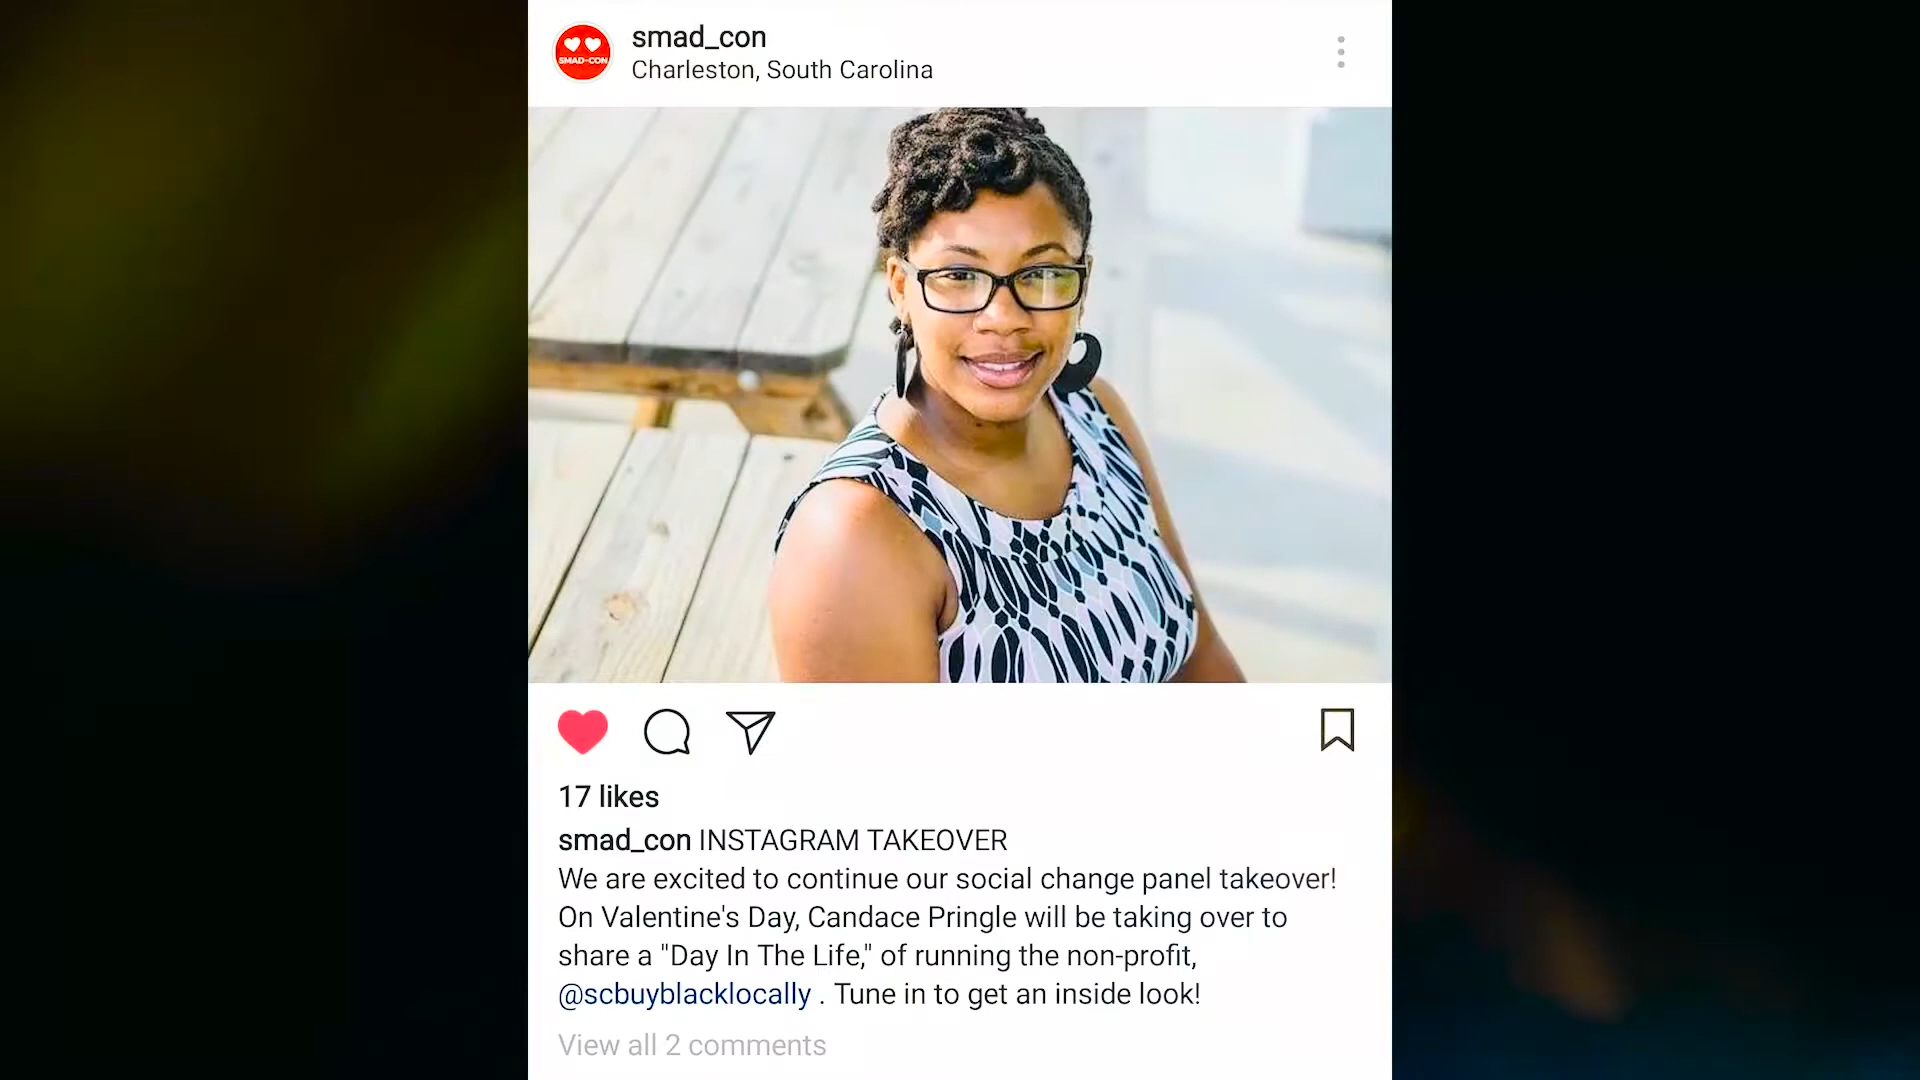 smad_con
SMAD-CON
Charleston, South Carolina
17 likes
smad_con INSTAGRAM TAKEOVER
We are excited to continue our social change panel takeover!
On Valentine's Day, Candace Pringle will be taking over to
share a "Day In The Life," of running the non-profit,
@scbuyblacklocally . Tune in to get an inside look!
View all 2 comments